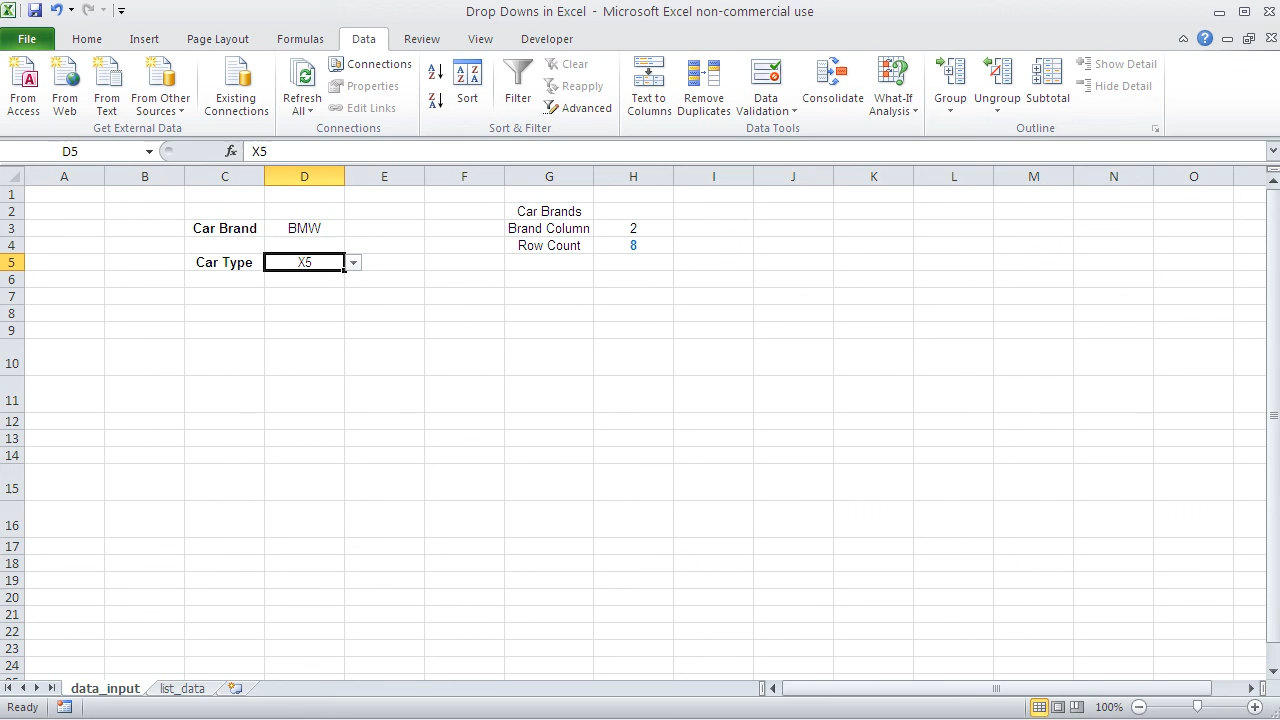 Drop Downs in Excel - Microsoft Excel non-commercial use
File Home Insert Page Layout Formulas Data Review View Developer
From Access
From Web
From Text
From Other Sources
Existing Connections
Get External Data
Refresh All
Connections
Properties
Edit Links
Connections
A Z
Z A
Sort
Filter
Clear
Reapply
Advanced
Sort & Filter
Text to Columns
Remove Duplicates
Data Validation
Consolidate
What-If Analysis
Data Tools
Group
Ungroup
Subtotal
Show Detail
Hide Detail
Outline
D5 fx X5
A B C D E F G H I J K L M N O
1
2 Car Brands
3 Car Brand BMW Brand Column 2
4 Row Count 8
5 Car Type X5
6
7
8
9
10
11
12
13
14
15
16
17
18
19
20
21
22
23
24
data_input list_data
Ready 100%